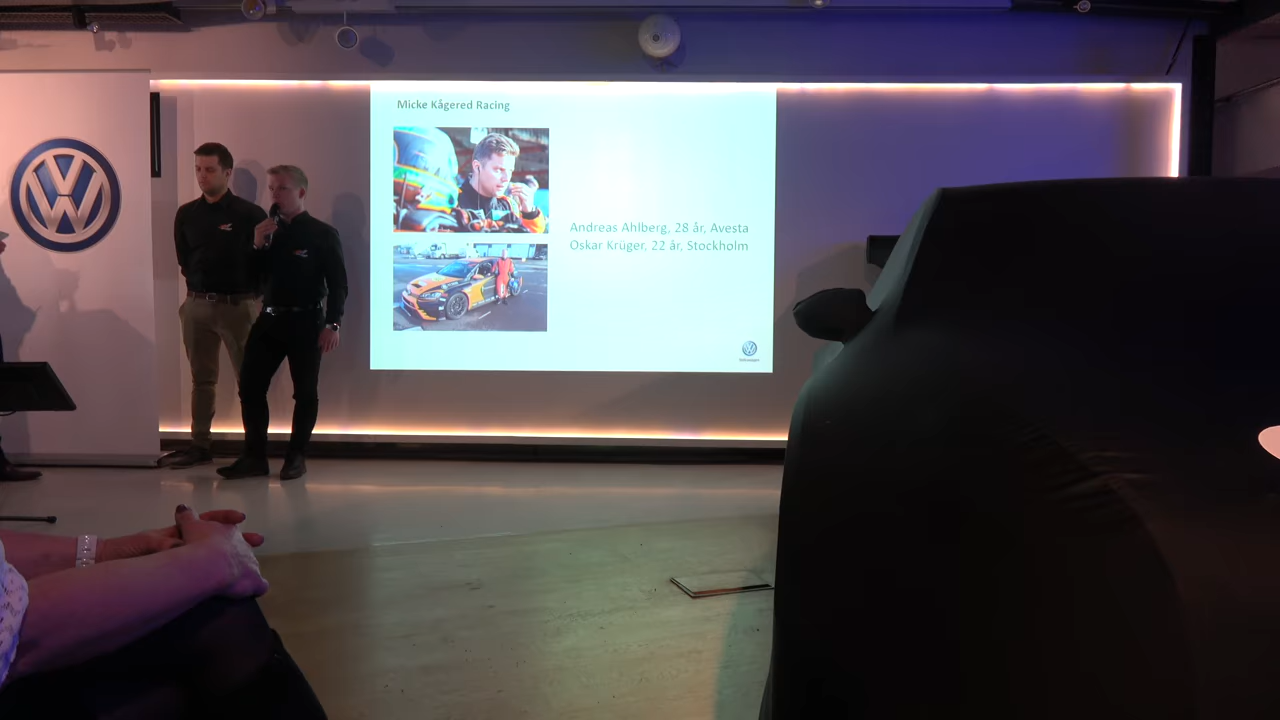 Micke Kågered Racing
Andreas Ahlberg, 28 år, Avesta
Oskar Krüger, 22 år, Stockholm